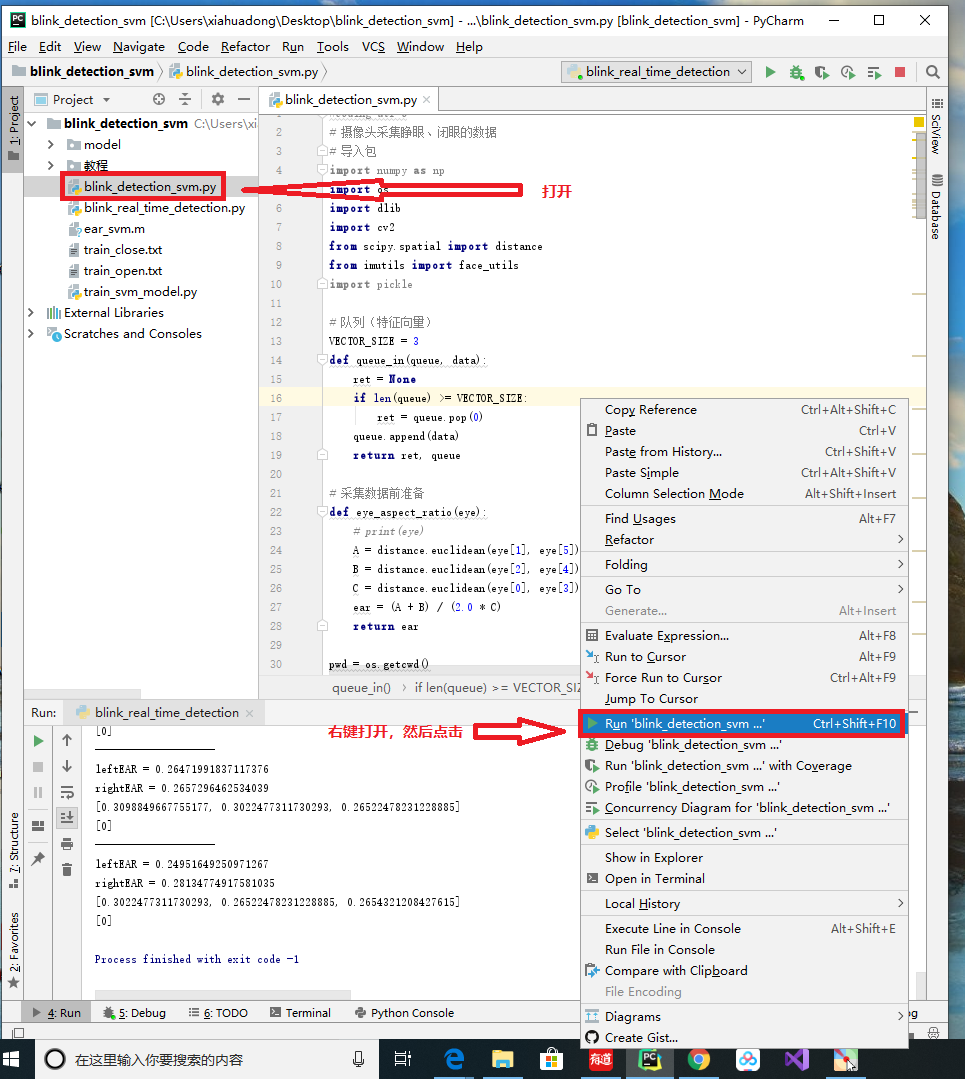 blink_detection_svm [C:\Users\xiahuadong\Desktop\blink_detection_svm] - ...\blink_detection_svm.py [blink_detection_svm] - PyCharm
File Edit View Navigate Code Refactor Run Tools VCS Window Help
blink_detection_svm blink_detection_svm.py blink_real_time_detection
1: Project
Project
blink_detection_svm C:\Users\xi
model
教程
blink_detection_svm.py
blink_real_time_detection.py
ear_svm.m
train_close.txt
train_open.txt
train_svm_model.py
External Libraries
Scratches and Consoles
打开
blink_detection_svm.py
2 # 摄像头采集睁眼、闭眼的数据
3 # 导入包
4 import numpy as np
import os
6 import dlib
7 import cv2
8 from scipy.spatial import distance
9 from imutils import face_utils
10 import pickle
11
12 # 队列（特征向量）
13 VECTOR_SIZE = 3
14 def queue_in(queue, data):
15 ret = None
16 if len(queue) >= VECTOR_SIZE:
17 ret = queue.pop(0)
18 queue.append(data)
19 return ret, queue
20
21 # 采集数据前准备
22 def eye_aspect_ratio(eye):
23 # print(eye)
24 A = distance.euclidean(eye[1], eye[5])
25 B = distance.euclidean(eye[2], eye[4])
26 C = distance.euclidean(eye[0], eye[3])
27 ear = (A + B) / (2.0 * C)
28 return ear
29
30 pwd = os.getcwd()
queue_in() if len(queue) >= VECTOR_SIZ
SciView
Database
Copy Reference Ctrl+Alt+Shift+C
Paste Ctrl+V
Paste from History... Ctrl+Shift+V
Paste Simple Ctrl+Alt+Shift+V
Column Selection Mode Alt+Shift+Insert
Find Usages Alt+F7
Refactor
Folding
Go To
Generate... Alt+Insert
Evaluate Expression... Alt+F8
Run to Cursor Alt+F9
Force Run to Cursor Ctrl+Alt+F9
Jump To Cursor
Run 'blink_detection_svm ...' Ctrl+Shift+F10
Debug 'blink_detection_svm ...'
Run 'blink_detection_svm ...' with Coverage
Profile 'blink_detection_svm ...'
Concurrency Diagram for 'blink_detection_svm ...'
Select 'blink_detection_svm ...'
Show in Explorer
Open in Terminal
Local History
Execute Line in Console Alt+Shift+E
Run File in Console
Compare with Clipboard
File Encoding
Diagrams
Create Gist...
右键打开，然后点击
Run: blink_real_time_detection
[0]
leftEAR = 0.26471991837117376
rightEAR = 0.2657296462534039
[0.3098849667755177, 0.3022477311730293, 0.26522478231228885]
[0]
leftEAR = 0.24951649250971267
rightEAR = 0.28134774917581035
[0.3022477311730293, 0.26522478231228885, 0.2654321208427615]
[0]
Process finished with exit code -1
7: Structure
2: Favorites
4: Run 5: Debug 6: TODO Terminal Python Console
在这里输入你要搜索的内容
有道